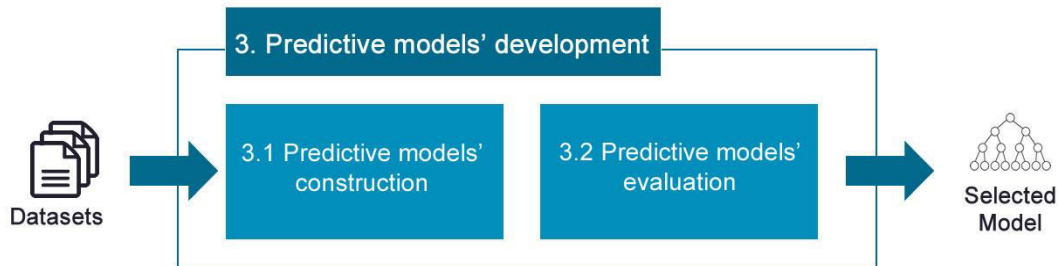 3. Predictive models’ development
3.1 Predictive models’
construction
3.2 Predictive models’
evaluation
Datasets
Selected
Model